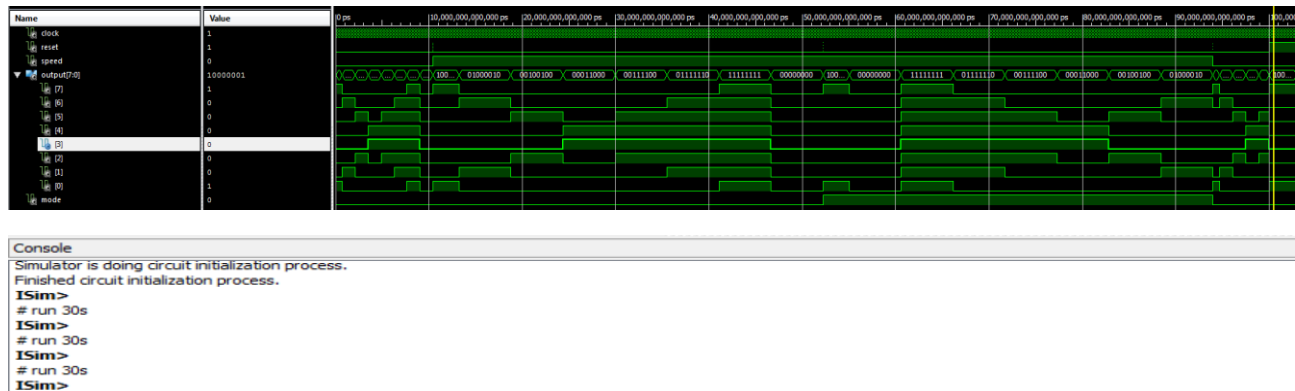 Name Value 0 ps 10,000,000,000,000 ps 20,000,000,000,000 ps 30,000,000,000,000 ps 40,000,000,000,000 ps 50,000,000,000,000 ps 60,000,000,000,000 ps 70,000,000,000,000 ps 80,000,000,000,000 ps 90,000,000,000,000 ps 100,00
clock 1
reset 1
speed 0
output[7:0] 10000001 ... ... ... ... ... ... 100... 01000010 00100100 00011000 00111100 01111110 11111111 00000000 100... 00000000 11111111 01111110 00111100 00011000 00100100 01000010 ... ... ... 100...
[7] 1
[6] 0
[5] 0
[4] 0
[3] 0
[2] 0
[1] 0
[0] 1
mode 0
Console
Simulator is doing circuit initialization process.
Finished circuit initialization process.
ISim>
# run 30s
ISim>
# run 30s
ISim>
# run 30s
ISim>